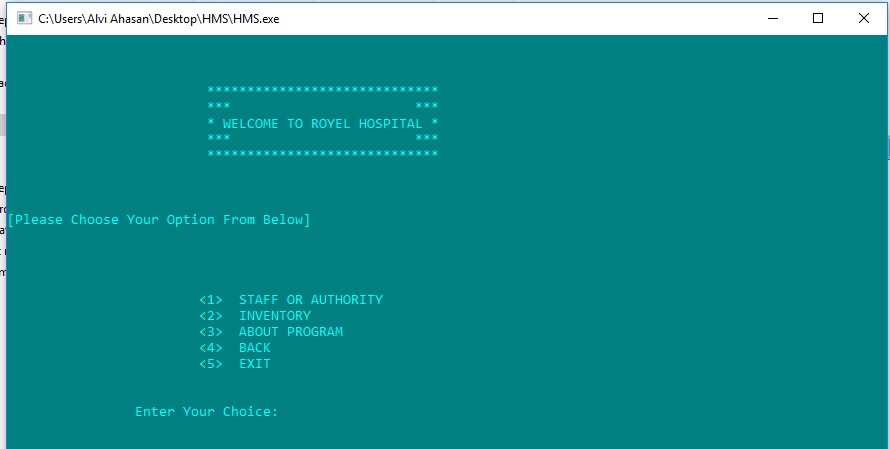 C:\Users\Alvi Ahasan\Desktop\HMS\HMS.exe
*****************************
*** ***
* WELCOME TO ROYEL HOSPITAL *
*** ***
*****************************
[Please Choose Your Option From Below]
<1> STAFF OR AUTHORITY
<2> INVENTORY
<3> ABOUT PROGRAM
<4> BACK
<5> EXIT
Enter Your Choice: